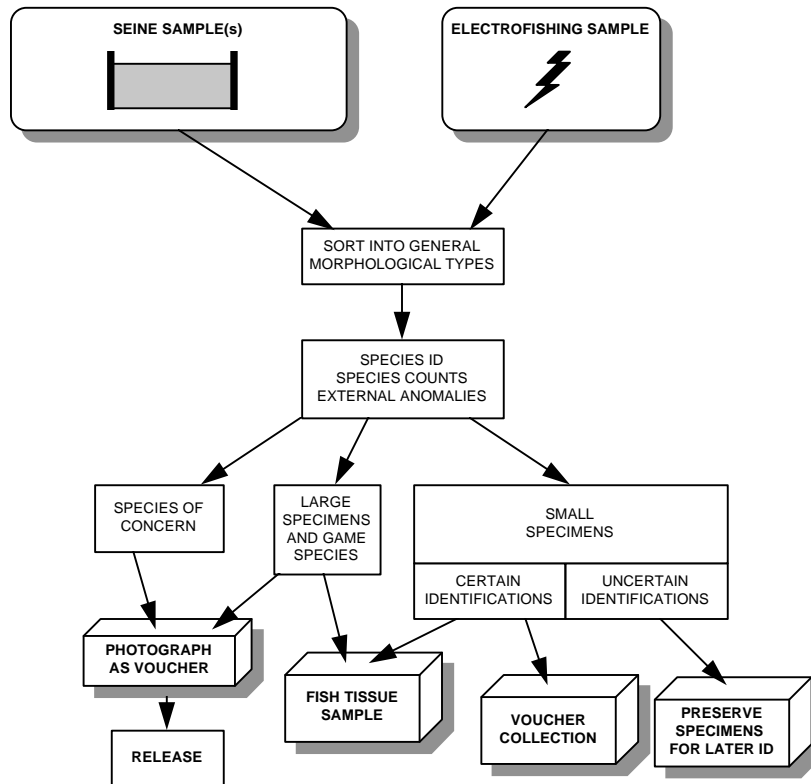 SEINE SAMPLE(s)
ELECTROFISHING SAMPLE
SORT INTO GENERAL
MORPHOLOGICAL TYPES
SPECIES ID
SPECIES COUNTS
EXTERNAL ANOMALIES
SPECIES OF
CONCERN
LARGE
SPECIMENS
AND GAME
SPECIES
SMALL
SPECIMENS
CERTAIN
IDENTIFICATIONS
UNCERTAIN
IDENTIFICATIONS
PHOTOGRAPH
AS VOUCHER
FISH TISSUE
SAMPLE
VOUCHER
COLLECTION
PRESERVE
SPECIMENS
FOR LATER ID
RELEASE